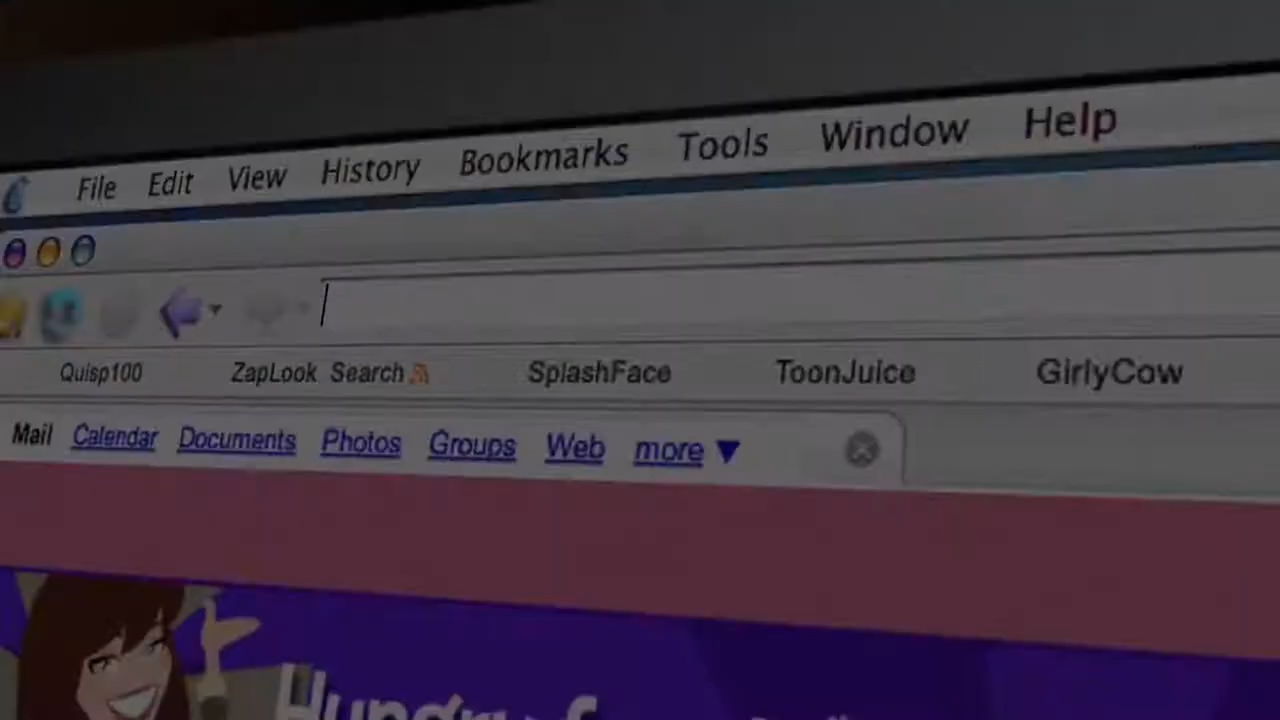 File Edit View History Bookmarks Tools Window Help
Quisp100 ZapLook Search SplashFace ToonJuice GirlyCow
Mail Calendar Documents Photos Groups Web more
Hungry